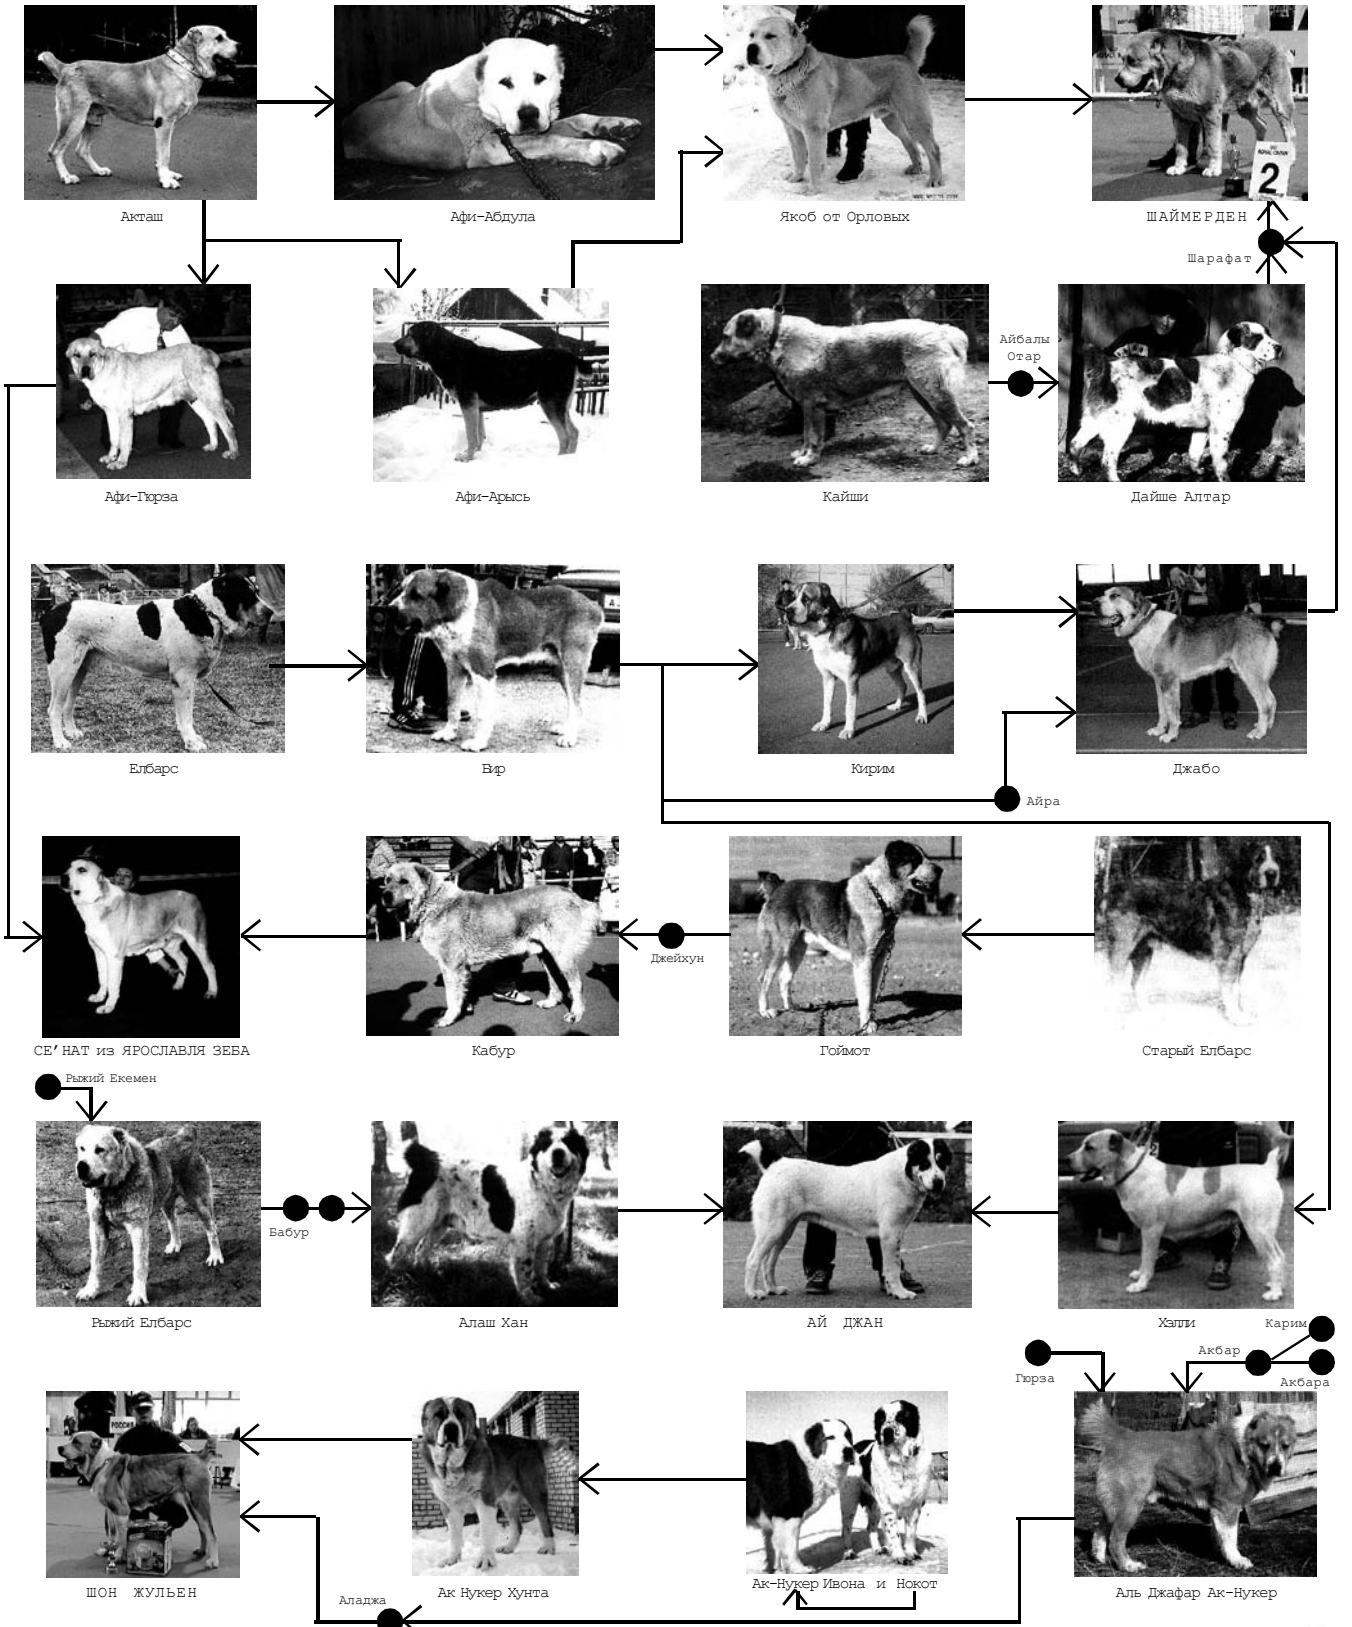 2
Акташ
Афи-Абдула
Якоб от Орловых
ШАЙМЕРДЕН
Шарафат
Айбалы
Отар
Афи-Гюрза
Афи-Арысь
Кайши
Дайше Алтар
Елбарс
Бир
Кирим
Джабо
Айра
Джейхун
СЕ'НАТ из ЯРОСЛАВЛЯ ЗЕБА
Кабур
Гоймот
Старый Елбарс
Рыжий Екемен
Бабур
Рыжий Елбарс
Алаш Хан
АЙ ДЖАН
Хэлли
Карим
Акбар
Гюрза
Акбара
РОССИЯ
ШОН ЖУЛЬЕН
Ак Нукер Хунта
Ак-Нукер Ивона и Нокот
Аль Джафар Ак-Нукер
Аладжа